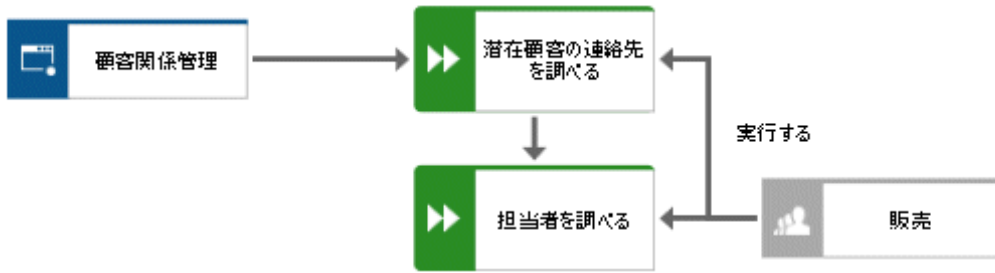 顧客関係管理
潜在顧客の連絡先
を調べる
実行する
担当者を調べる
販売